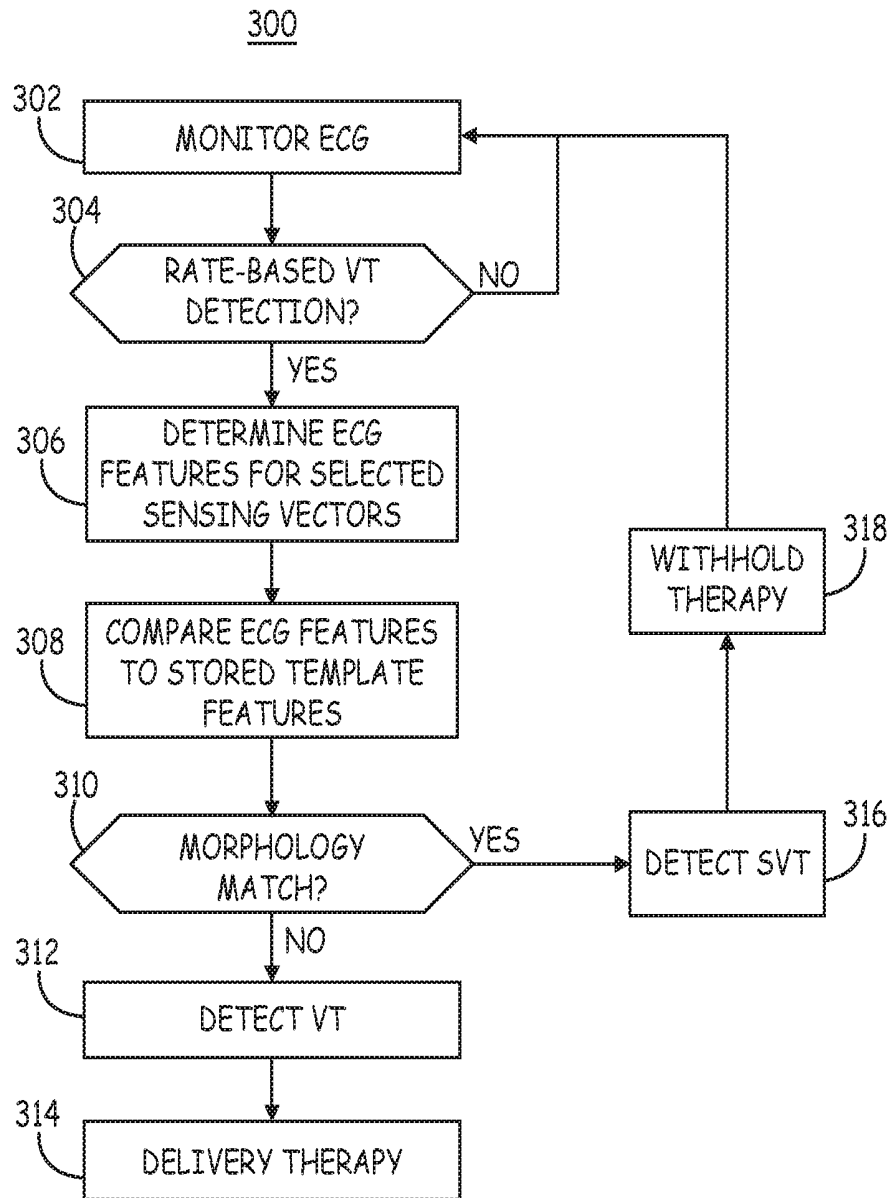 300
302
MONITOR ECG
304
RATE-BASED VT
DETECTION?
NO
YES
306
DETERMINE ECG
FEATURES FOR SELECTED
SENSING VECTORS
308
COMPARE ECG FEATURES
TO STORED TEMPLATE
FEATURES
310
MORPHOLOGY
MATCH?
YES
NO
312
DETECT VT
314
DELIVERY THERAPY
316
DETECT SVT
318
WITHHOLD
THERAPY